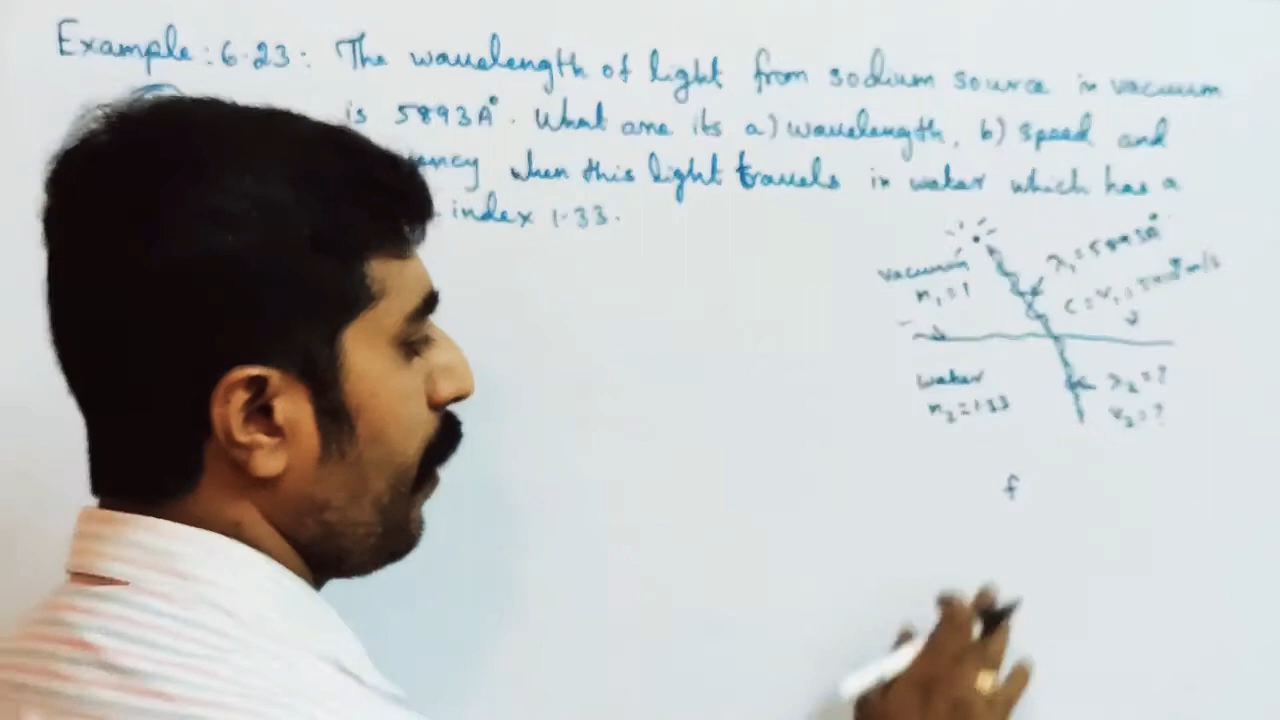 Example: 6.23: The wavelength of light from sodium source in vacuum
is 5893A°. What are its a) wavelength, b) speed and
when this light travels in water which has a
index 1.33.
vacuum
n₁=1
λ₁=5893A°
C=V₁=
water
n₂=1.33
λ₂=?
V₂=?
f